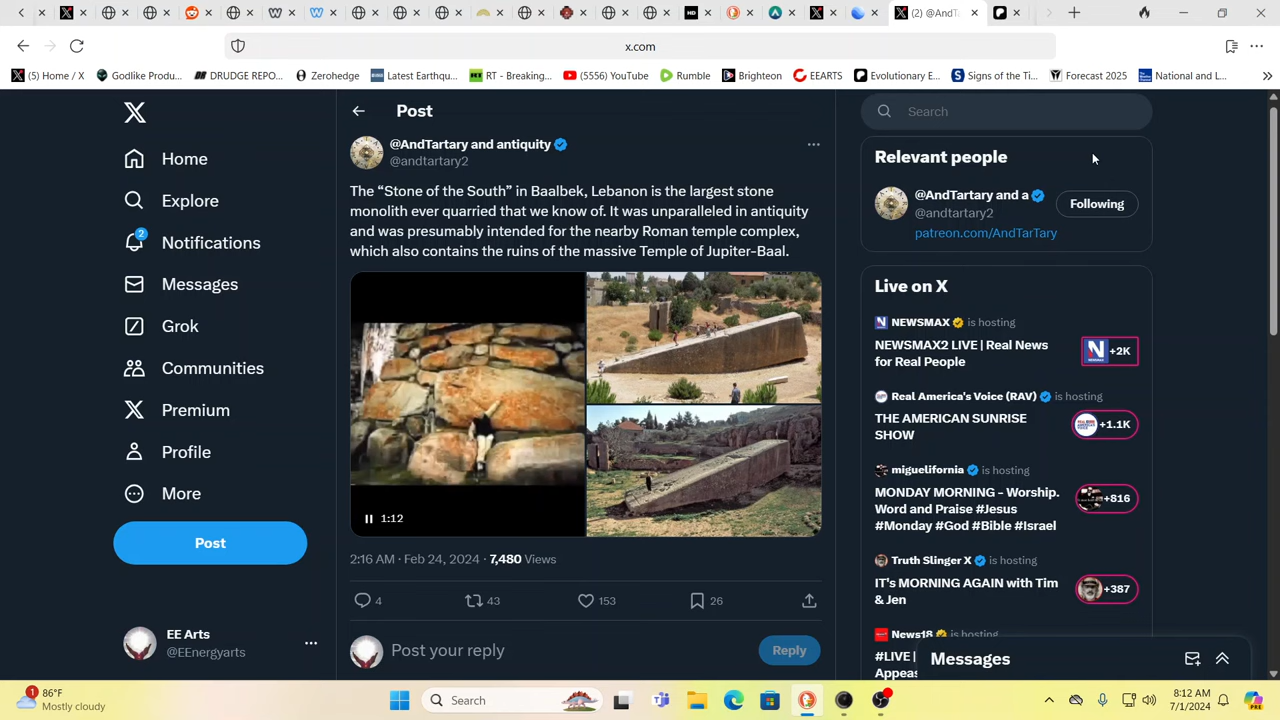 (2) @AndT
x.com
(5) Home / X
Godlike Produ...
DRUDGE REPO...
Zerohedge
Latest Earthqu...
RT - Breaking...
(5556) YouTube
Rumble
Brighteon
EEARTS
Evolutionary E...
Signs of the Ti...
Forecast 2025
National and L...
Home
Explore
2
Notifications
Messages
Grok
Communities
Premium
Profile
More
Post
EE Arts
@EEnergyarts
Post
@AndTartary and antiquity
@andtartary2
The “Stone of the South” in Baalbek, Lebanon is the largest stone
monolith ever quarried that we know of. It was unparalleled in antiquity
and was presumably intended for the nearby Roman temple complex,
which also contains the ruins of the massive Temple of Jupiter-Baal.
1:12
2:16 AM · Feb 24, 2024 · 7,480 Views
4 43 153 26
Post your reply
Reply
Search
Relevant people
@AndTartary and a
@andtartary2
Following
patreon.com/AndTarTary
Live on X
NEWSMAX is hosting
NEWSMAX2 LIVE | Real News
for Real People
+2K
Real America's Voice (RAV) is hosting
THE AMERICAN SUNRISE
SHOW
+1.1K
miguelifornia is hosting
MONDAY MORNING - Worship.
Word and Praise #Jesus
#Monday #God #Bible #Israel
+816
Truth Slinger X is hosting
IT'S MORNING AGAIN with Tim
& Jen
+387
News18 is hosting
#LIVE |
Appeas
Messages
1
86°F
Mostly cloudy
Search
8:12 AM
7/1/2024